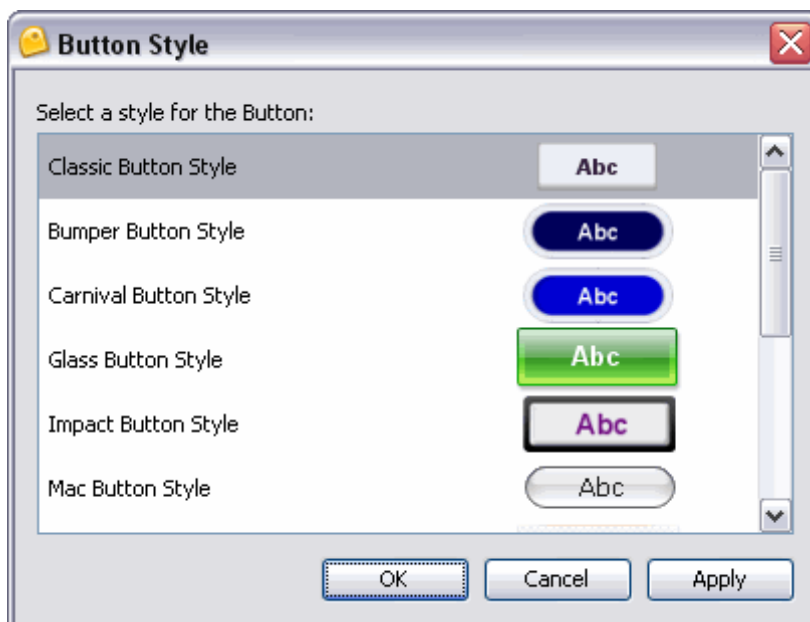 Button Style
Select a style for the Button:
Classic Button Style Abc
Bumper Button Style Abc
Carnival Button Style Abc
Glass Button Style Abc
Impact Button Style Abc
Mac Button Style Abc
OK Cancel Apply